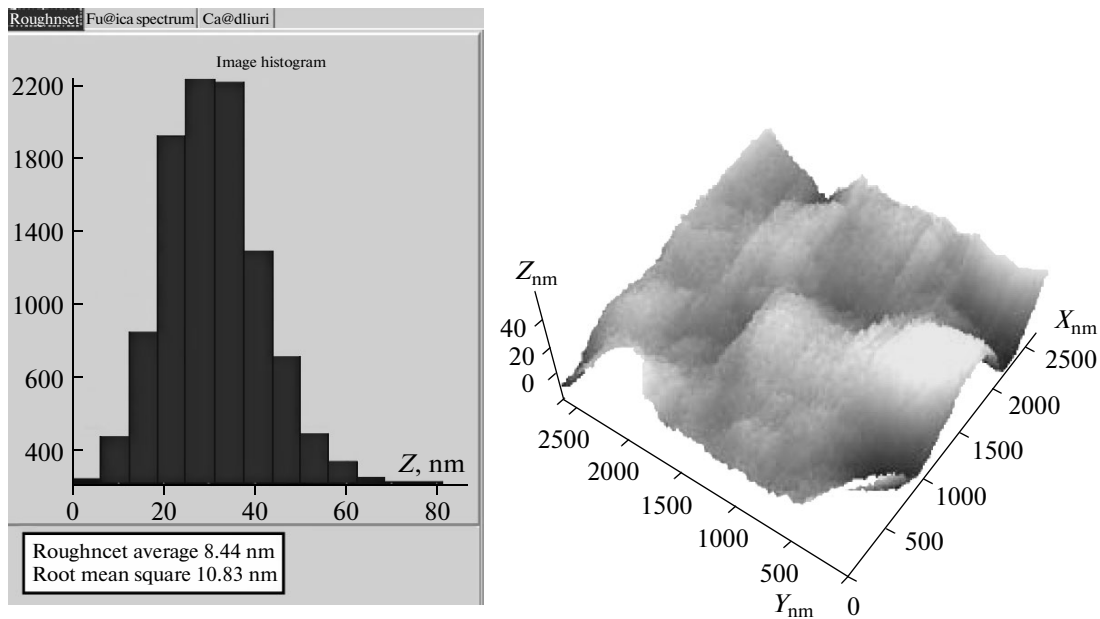 Roughnset Fu@ica spectrum Ca@dliuri
Image histogram
2200
1800
1400
1000
600
400
Z, nm
0 20 40 60 80
Roughncet average 8.44 nm
Root mean square 10.83 nm
Znm
40
20
0
2500
2000
1500
1000
500
Ynm
0
500
1000
1500
2000
2500
Xnm